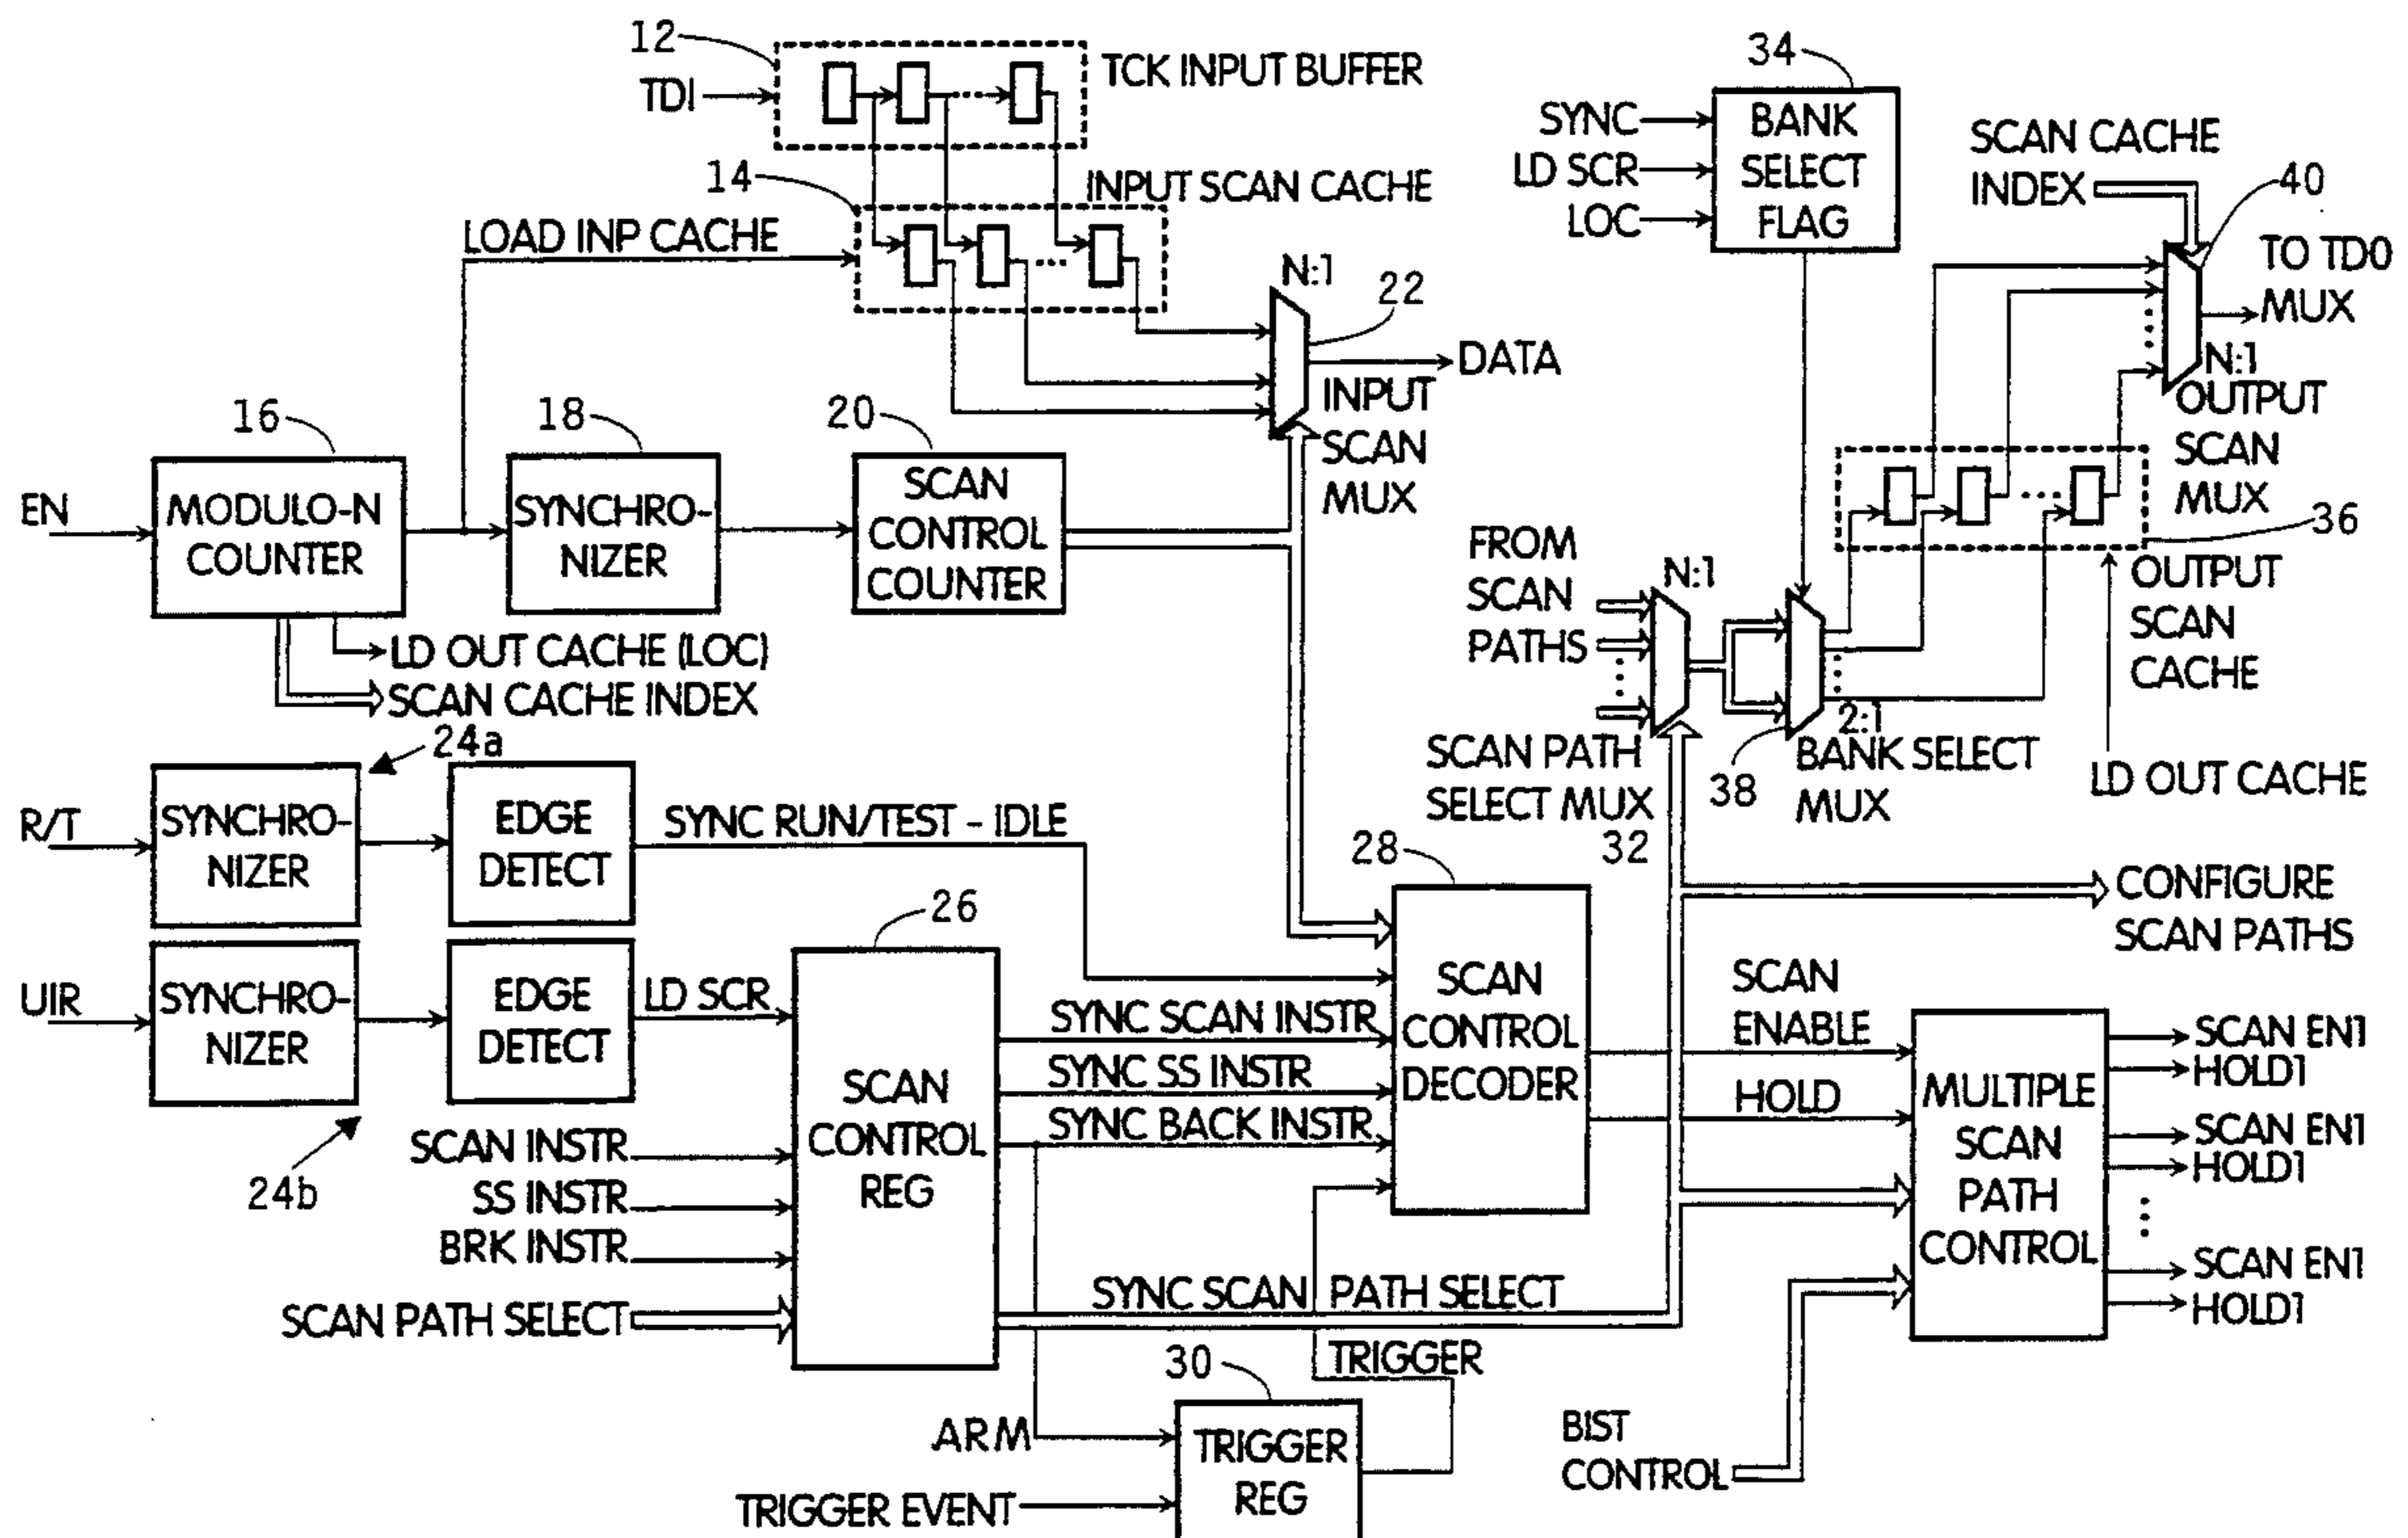 12
TDI
TCK INPUT BUFFER
14
INPUT SCAN CACHE
LOAD INP CACHE
N:1
22
DATA
INPUT
SCAN
MUX
34
SYNC
LD SCR
LOC
BANK
SELECT
FLAG
SCAN CACHE
INDEX
40
TO TD0
MUX
N:1
OUTPUT
SCAN
MUX
36
OUTPUT
SCAN
CACHE
LD OUT CACHE
16
18
20
EN
MODULO-N
COUNTER
SYNCHRO-
NIZER
SCAN
CONTROL
COUNTER
LD OUT CACHE (LOC)
SCAN CACHE INDEX
FROM
SCAN
PATHS
N:1
2:1
SCAN PATH
SELECT MUX
32
38
BANK SELECT
MUX
24a
R/T
SYNCHRO-
NIZER
EDGE
DETECT
SYNC RUN/TEST - IDLE
UIR
SYNCHRO-
NIZER
EDGE
DETECT
LD SCR
24b
26
SCAN INSTR
SS INSTR
BRK INSTR
SCAN PATH SELECT
SCAN
CONTROL
REG
SYNC SCAN INSTR
SYNC SS INSTR
SYNC BACK INSTR
SYNC SCAN PATH SELECT
28
SCAN
CONTROL
DECODER
CONFIGURE
SCAN PATHS
SCAN
ENABLE
HOLD
MULTIPLE
SCAN
PATH
CONTROL
SCAN EN1
HOLD1
SCAN EN1
HOLD1
SCAN EN1
HOLD1
TRIGGER
30
ARM
TRIGGER EVENT
TRIGGER
REG
BIST
CONTROL